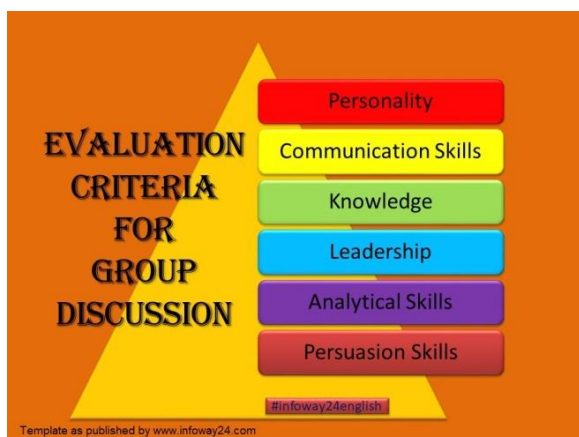 EVALUATION
CRITERIA
FOR
GROUP
DISCUSSION
Personality
Communication Skills
Knowledge
Leadership
Analytical Skills
Persuasion Skills
#infoway24english
Template as published by www.infoway24.com